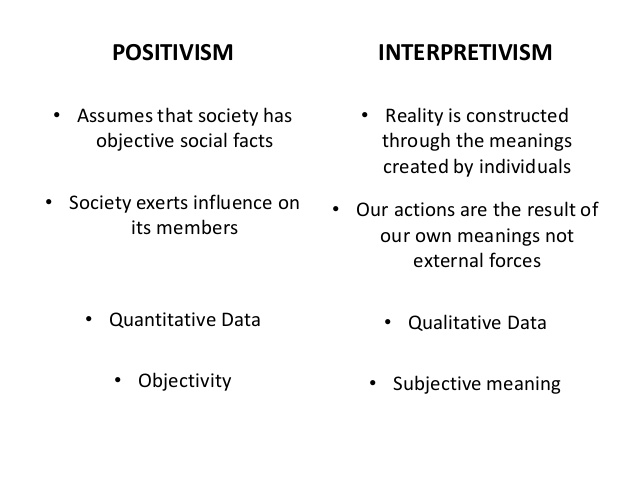 POSITIVISM
• Assumes that society has
objective social facts
• Society exerts influence on
its members
• Quantitative Data
• Objectivity
INTERPRETIVISM
• Reality is constructed
through the meanings
created by individuals
• Our actions are the result of
our own meanings not
external forces
• Qualitative Data
• Subjective meaning